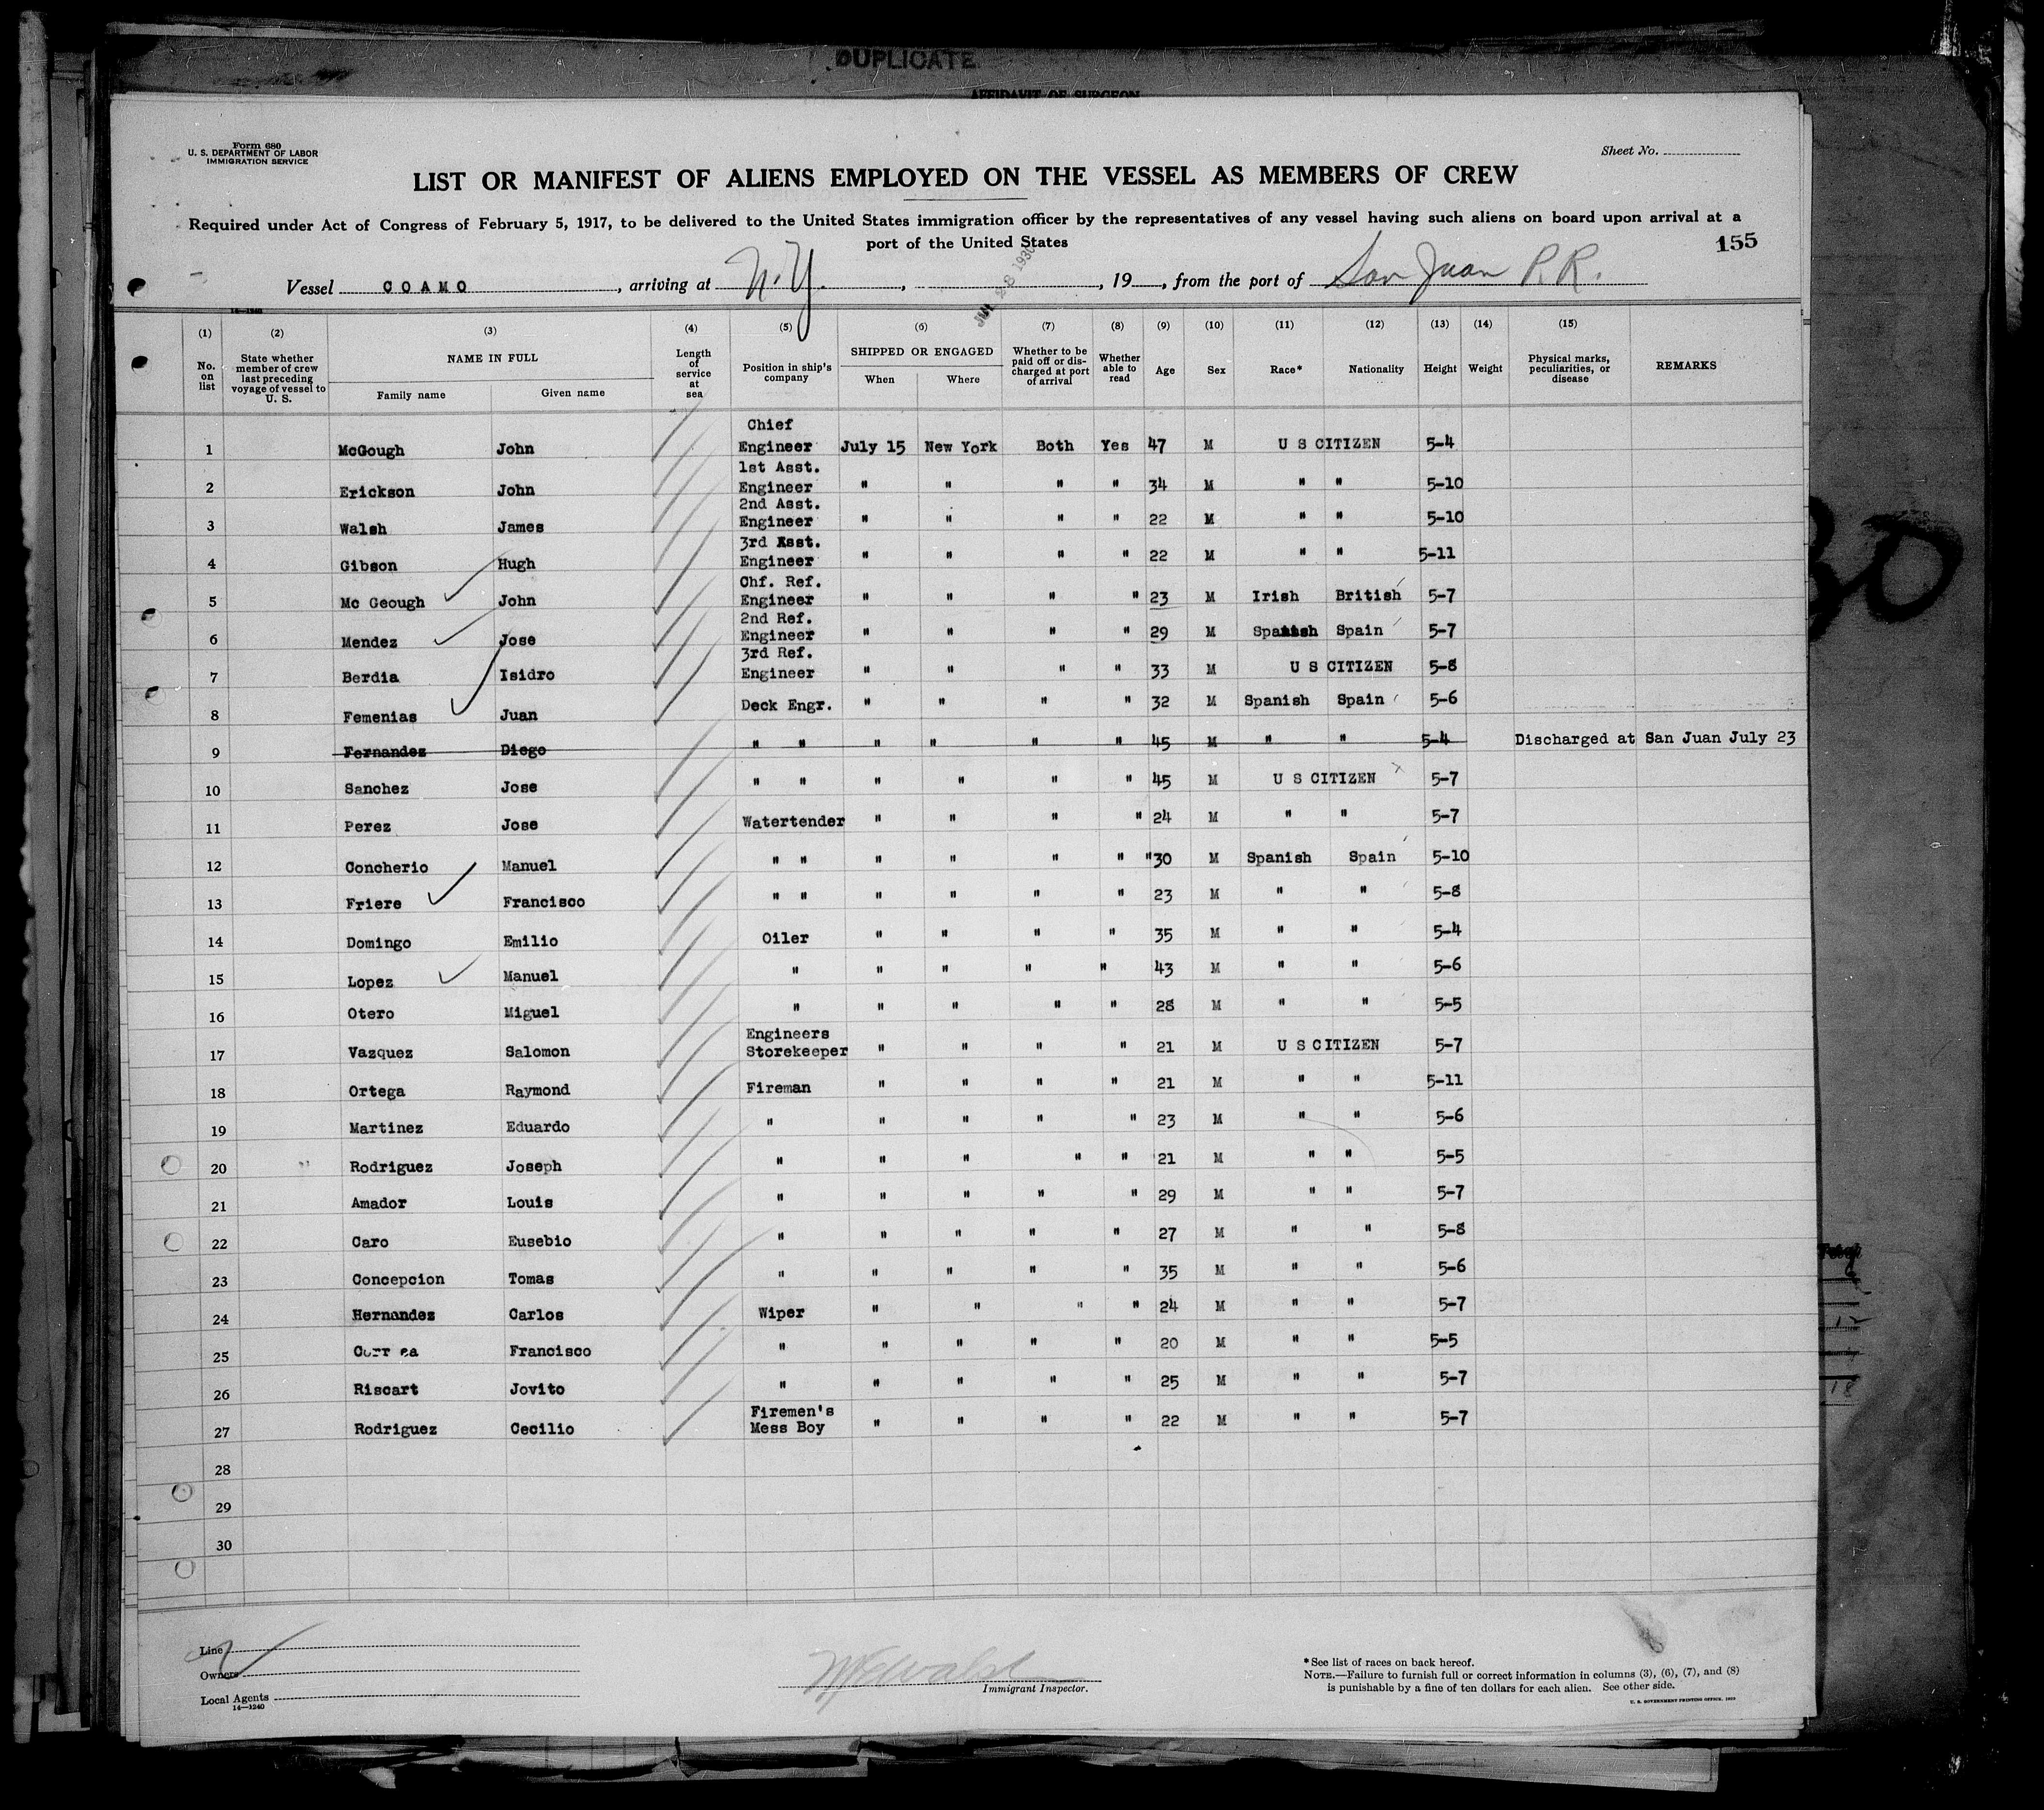 DUPLICATE
AFFIDAVIT OF SURGEON
Form 680
U. S. DEPARTMENT OF LABOR
IMMIGRATION SERVICE
Sheet No.
LIST OR MANIFEST OF ALIENS EMPLOYED ON THE VESSEL AS MEMBERS OF CREW
Required under Act of Congress of February 5, 1917, to be delivered to the United States immigration officer by the representatives of any vessel having such aliens on board upon arrival at a
port of the United States
155
Vessel COAMO, arriving at N.Y., 28 1930, 19, from the port of San Juan P.R.
14—1240
(1) (2) (3) (4) (5) (6) (7) (8) (9) (10) (11) (12) (13) (14) (15)
No. on list State whether member of crew last preceding voyage of vessel to U. S. NAME IN FULL Length of service at sea Position in ship's company SHIPPED OR ENGAGED Whether to be paid off or discharged at port of arrival Whether able to read Age Sex Race* Nationality Height Weight Physical marks, peculiarities, or disease REMARKS
Family name Given name When Where
1 McGough John Chief Engineer July 15 New York Both Yes 47 M U S CITIZEN 5-4
2 Erickson John 1st Asst. Engineer " " " " 34 M " " 5-10
3 Walsh James 2nd Asst. Engineer " " " " 22 M " " 5-10
4 Gibson Hugh 3rd Asst. Engineer " " " " 22 M " " 5-11
5 Mc Geough John Chf. Ref. Engineer " " " " 23 M Irish British 5-7
6 Mendez Jose 2nd Ref. Engineer " " " " 29 M Spanish Spain 5-7
7 Berdia Isidro 3rd Ref. Engineer " " " " 33 M U S CITIZEN 5-8
8 Femenias Juan Deck Engr. " " " " 32 M Spanish Spain 5-6
9 Fernandez Diego " " " " " " 45 M " " 5-4 Discharged at San Juan July 23
10 Sanchez Jose " " " " " " 45 M U S CITIZEN 5-7
11 Perez Jose Watertender " " " " 24 M " " 5-7
12 Concherio Manuel " " " " " " "30 M Spanish Spain 5-10
13 Friere Francisco " " " " " " 23 M " " 5-8
14 Domingo Emilio Oiler " " " " 35 M " " 5-4
15 Lopez Manuel " " " " " 43 M " " 5-6
16 Otero Miguel " " " " " 28 M " " 5-5
17 Vazquez Salomon Engineers Storekeeper " " " " 21 M U S CITIZEN 5-7
18 Ortega Raymond Fireman " " " " 21 M " " 5-11
19 Martinez Eduardo " " " " " 23 M " " 5-6
20 Rodriguez Joseph " " " " " 21 M " " 5-5
21 Amador Louis " " " " " 29 M " " 5-7
22 Caro Eusebio " " " " " 27 M " " 5-8
23 Concepcion Tomas " " " " " 35 M " " 5-6
24 Hernandez Carlos Wiper " " " " 24 M " " 5-7
25 Correa Francisco " " " " " 20 M " " 5-5
26 Riscart Jovito " " " " " 25 M " " 5-7
27 Rodriguez Cecilio Firemen's Mess Boy " " " " 22 M " " 5-7
28
29
30
Line
Owners
Local Agents
14—1240
Immigrant Inspector.
*See list of races on back hereof.
NOTE.—Failure to furnish full or correct information in columns (3), (6), (7), and (8)
is punishable by a fine of ten dollars for each alien. See other side.
U. S. GOVERNMENT PRINTING OFFICE